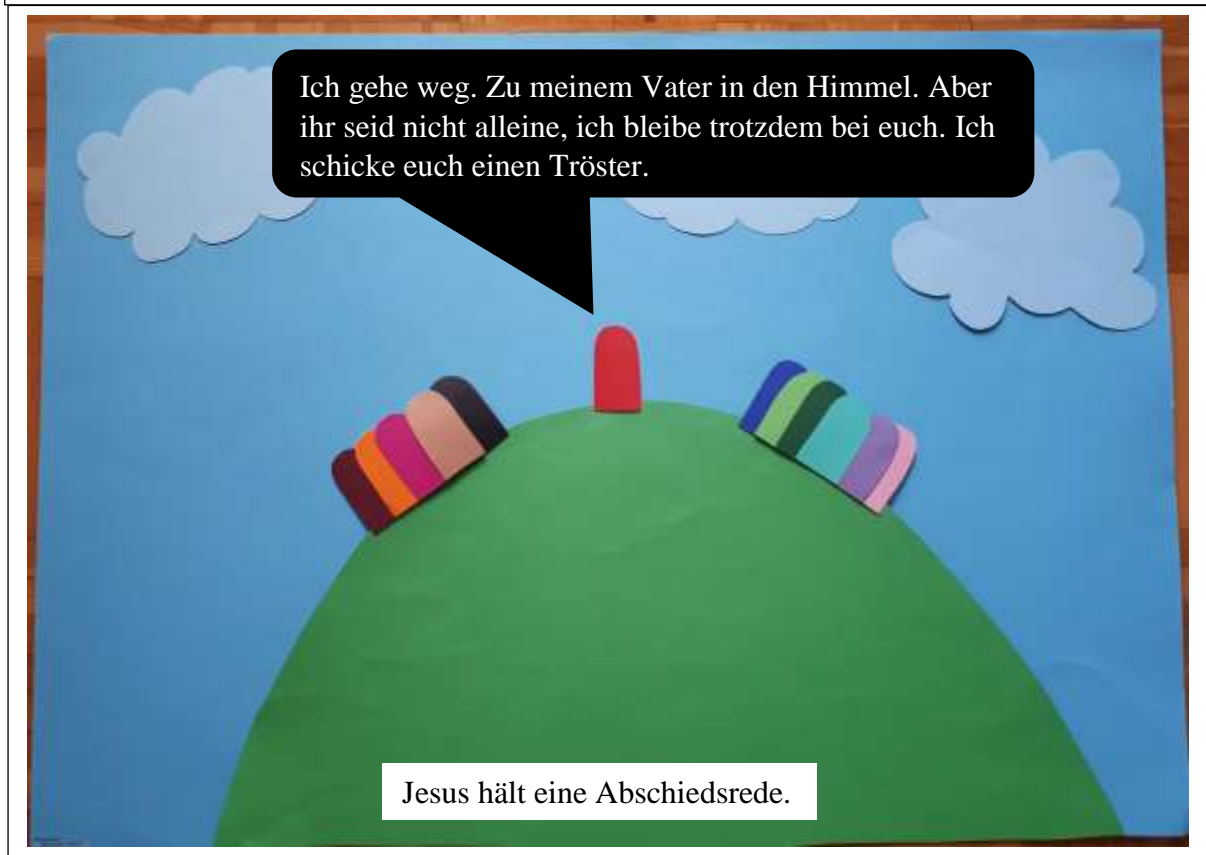 Ich gehe weg. Zu meinem Vater in den Himmel. Aber
ihr seid nicht alleine, ich bleibe trotzdem bei euch. Ich
schicke euch einen Tröster.
Jesus hält eine Abschiedsrede.